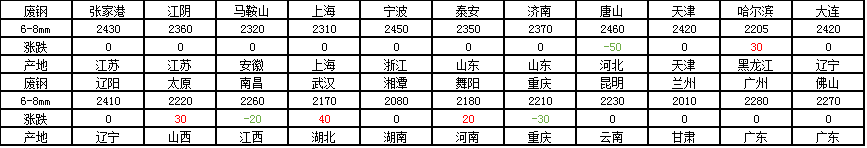 废钢 张家港 江阴 马鞍山 上海 宁波 泰安 济南 唐山 天津 哈尔滨 大连
6-8mm 2430 2360 2320 2310 2450 2350 2370 2460 2420 2205 2420
涨跌 0 0 0 0 0 0 0 -50 0 30 0
产地 江苏 江苏 安徽 上海 浙江 山东 山东 河北 天津 黑龙江 辽宁
废钢 辽阳 太原 南昌 武汉 湘潭 舞阳 重庆 昆明 兰州 广州 佛山
6-8mm 2410 2220 2260 2170 2080 2180 2210 2230 2010 2280 2270
涨跌 0 30 -20 40 0 20 -30 0 0 0 0
产地 辽宁 山西 江西 湖北 湖南 河南 重庆 云南 甘肃 广东 广东